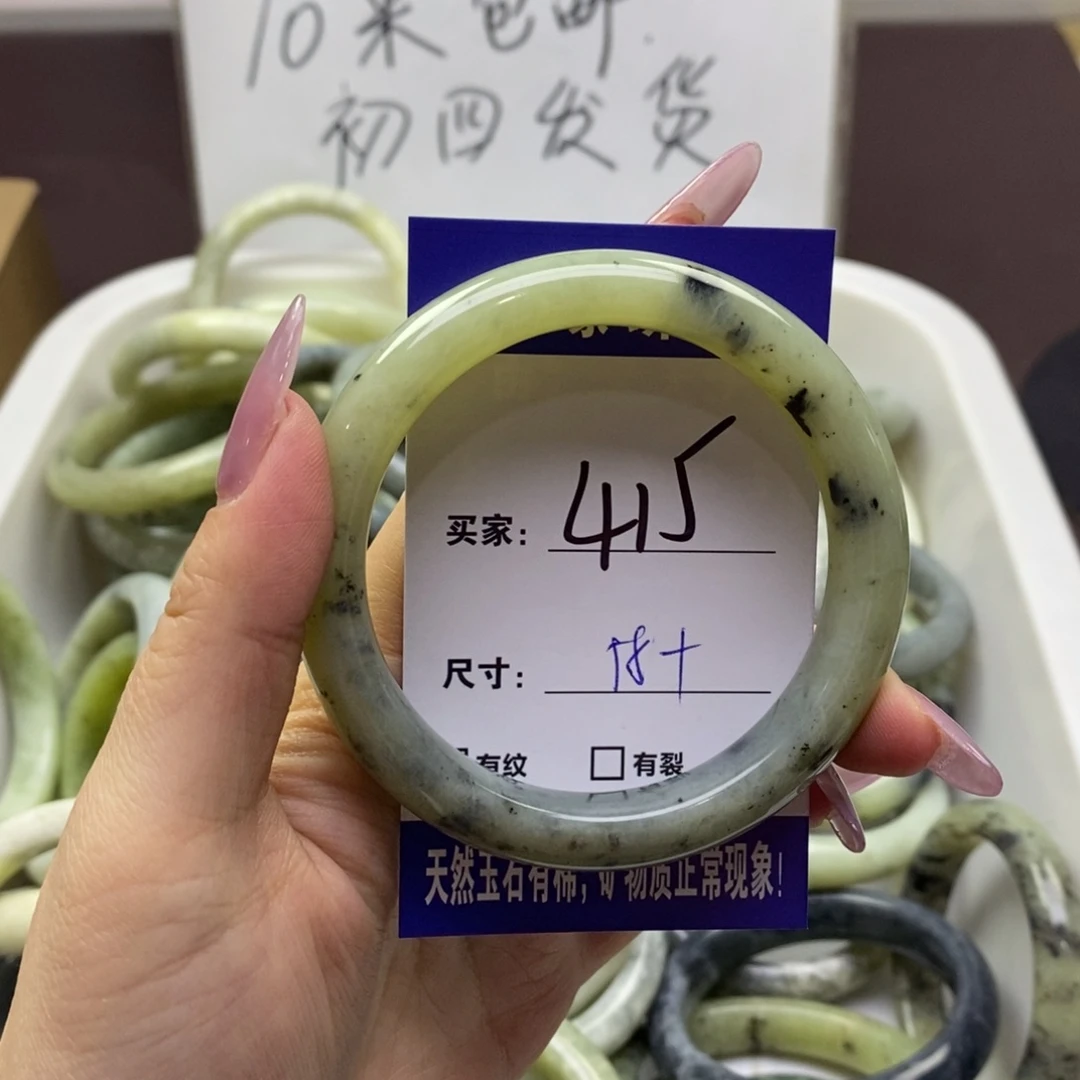 10米包邮
初四发货
买家: 415
尺寸:
有纹 □有裂
天然玉石有棉,矿物质正常现象!